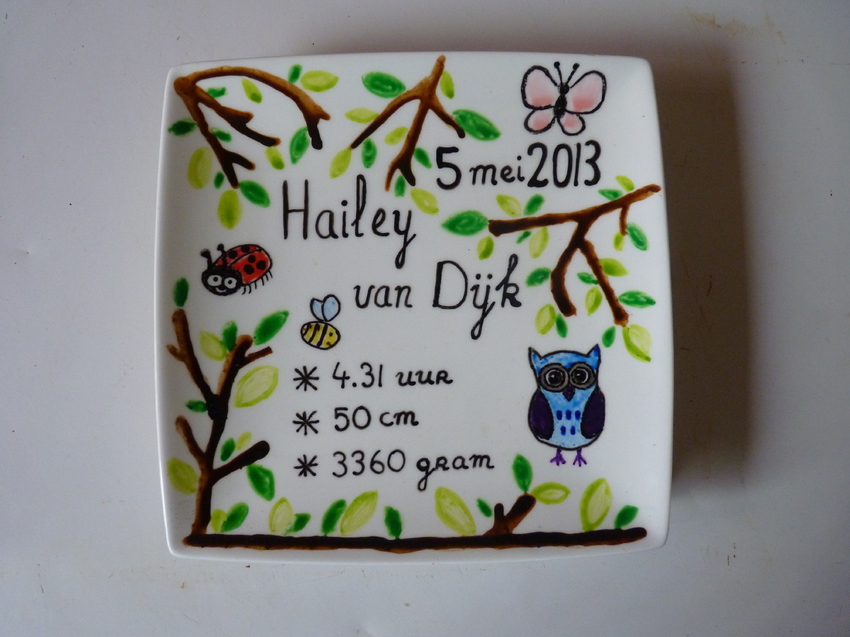 5 mei 2013
Hailey
van Dijk
* 4.31 uur
* 50 cm
* 3360 gram